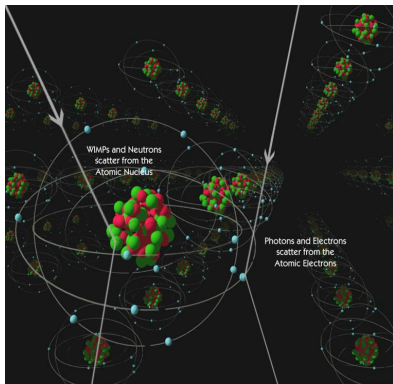 WIMPs and Neutrons
scatter from the
Atomic Nucleus
Photons and Electrons
scatter from the
Atomic Electrons